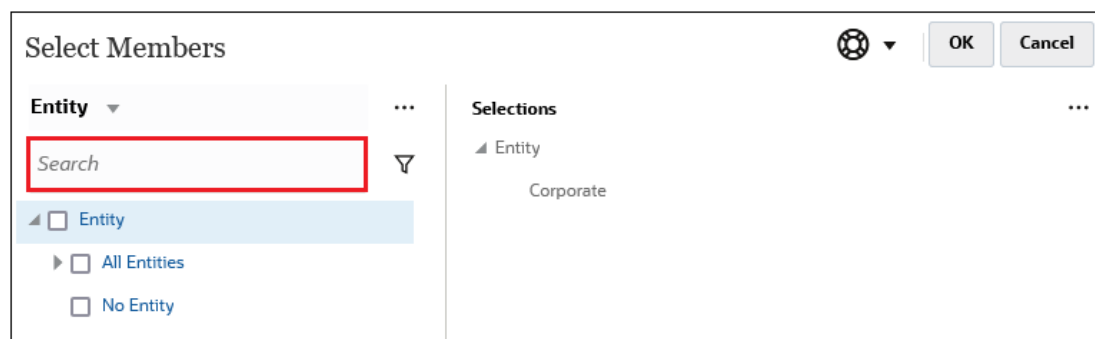 Select Members
OK
Cancel
Entity
Search
Entity
All Entities
No Entity
Selections
Entity
Corporate